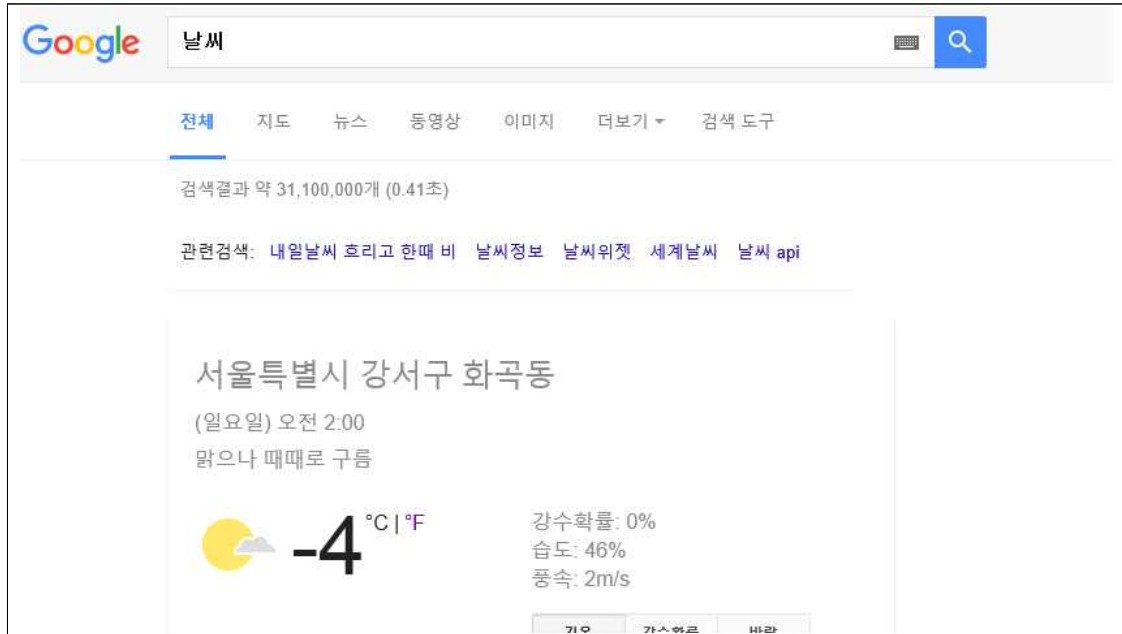 Google 날씨
전체 지도 뉴스 동영상 이미지 더보기 검색 도구
검색결과 약 31,100,000개 (0.41초)
관련검색: 내일날씨 흐리고 한때 비 날씨정보 날씨위젯 세계날씨 날씨 api
서울특별시 강서구 화곡동
(일요일) 오전 2:00
맑으나 때때로 구름
-4 °C | °F
강수확률: 0%
습도: 46%
풍속: 2m/s
기온 강수확률 바람